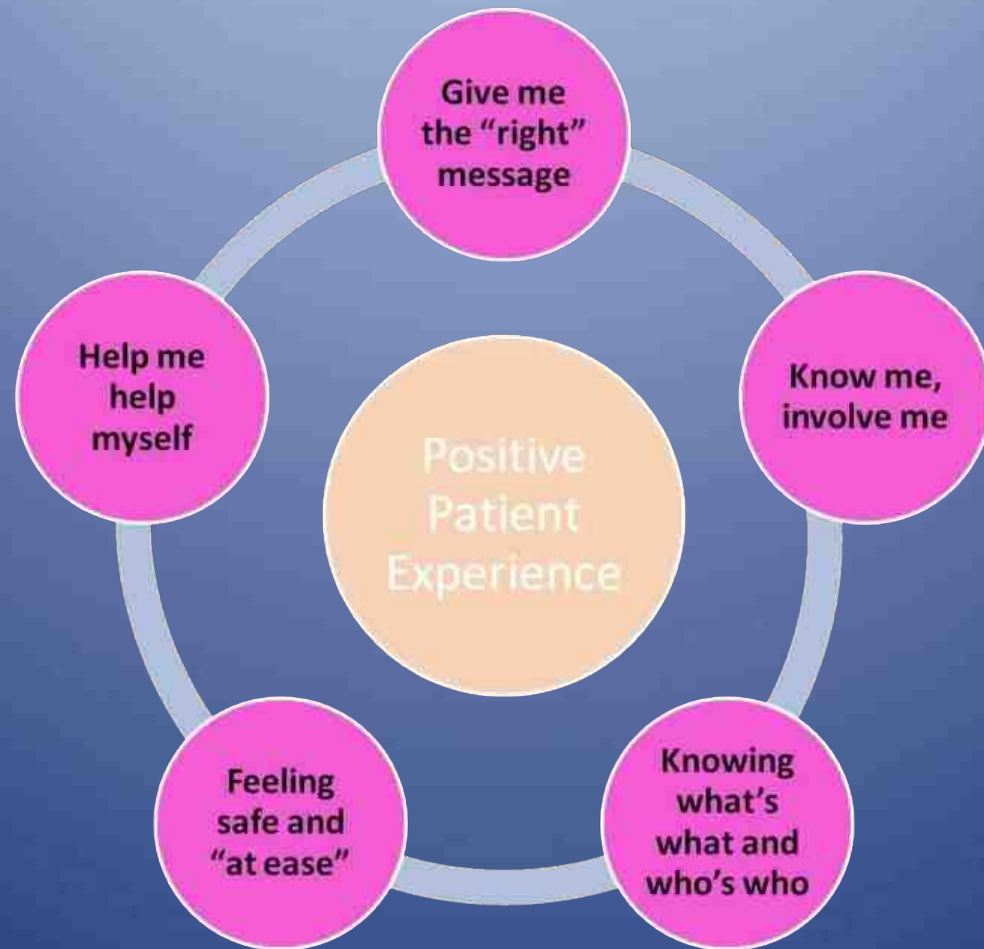 Give me
the “right”
message
Know me,
involve me
Knowing
what’s
what and
who’s who
Feeling
safe and
“at ease”
Help me
help
myself
Positive
Patient
Experience